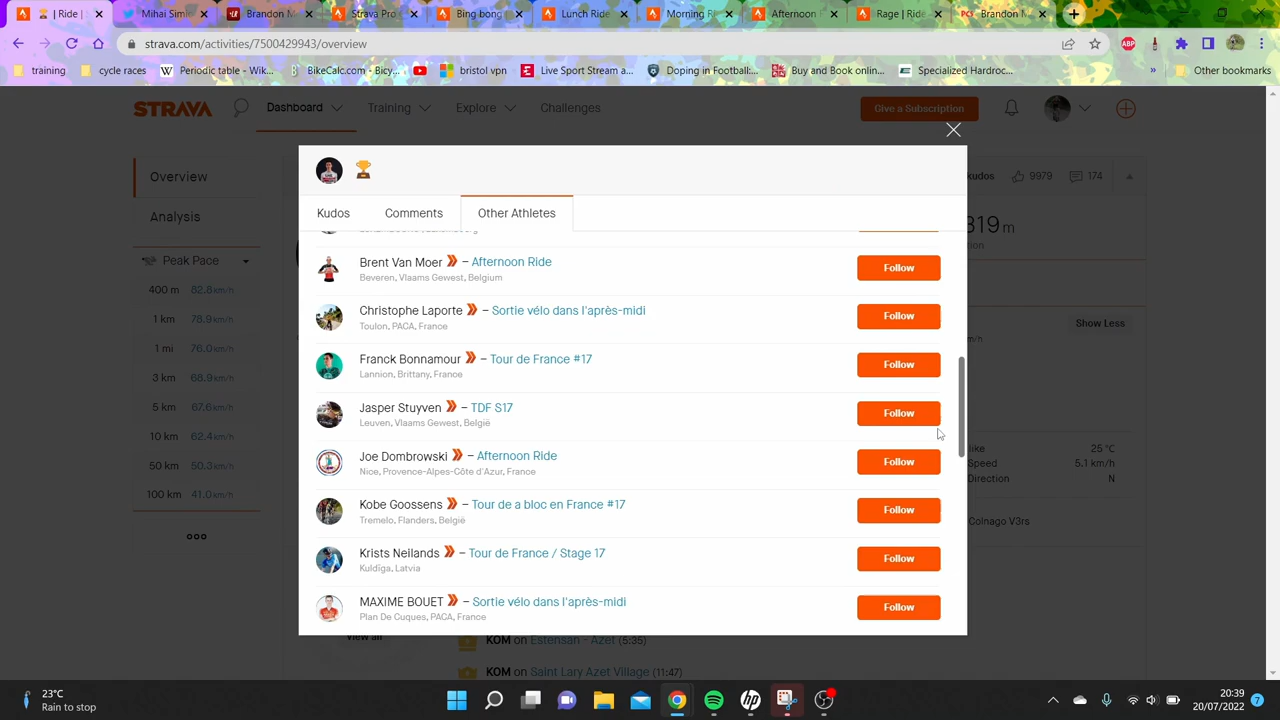 | Ride |
Mihai Simio
Brandon M
Strava Pro
Bing bong
Lunch Ride
Morning Ri
Afternoon F
Rage | Ride
Brandon M
strava.com/activities/7500429943/overview
training
cycle races
Periodic table - Wik...
BikeCalc.com - Bicy...
bristol vpn
Live Sport Stream a...
Doping in Football:...
Buy and Book onlin...
Specialized Hardroc...
»
Other bookmarks
STRAVA
Dashboard
Training
Explore
Challenges
Give a Subscription
Overview
kudos
9979
174
Analysis
Kudos
Comments
Other Athletes
819 m
Peak Pace
400 m 82.8 km/h
1 km 78.9 km/h
1 mi 76.0 km/h
3 km 68.9 km/h
5 km 67.6 km/h
10 km 62.4 km/h
50 km 50.3 km/h
100 km 41.0 km/h
Brent Van Moer – Afternoon Ride
Beveren, Vlaams Gewest, Belgium
Follow
Christophe Laporte – Sortie vélo dans l'après-midi
Toulon, PACA, France
Follow
Show Less
Franck Bonnamour – Tour de France #17
Lannion, Brittany, France
Follow
Jasper Stuyven – TDF S17
Leuven, Vlaams Gewest, België
Follow
Joe Dombrowski – Afternoon Ride
Nice, Provence-Alpes-Côte d'Azur, France
Follow
Kobe Goossens – Tour de a bloc en France #17
Tremelo, Flanders, België
Follow
Krists Neilands – Tour de France / Stage 17
Kuldīga, Latvia
Follow
MAXIME BOUET – Sortie vélo dans l'après-midi
Plan De Cuques, PACA, France
Follow
like 25 °C
Speed 5.1 km/h
Direction N
Colnago V3rs
View all
KOM on Estensan - Azet (5:35)
KOM on Saint Lary Azet Village (11:47)
23°C
Rain to stop
20:39
20/07/2022
7